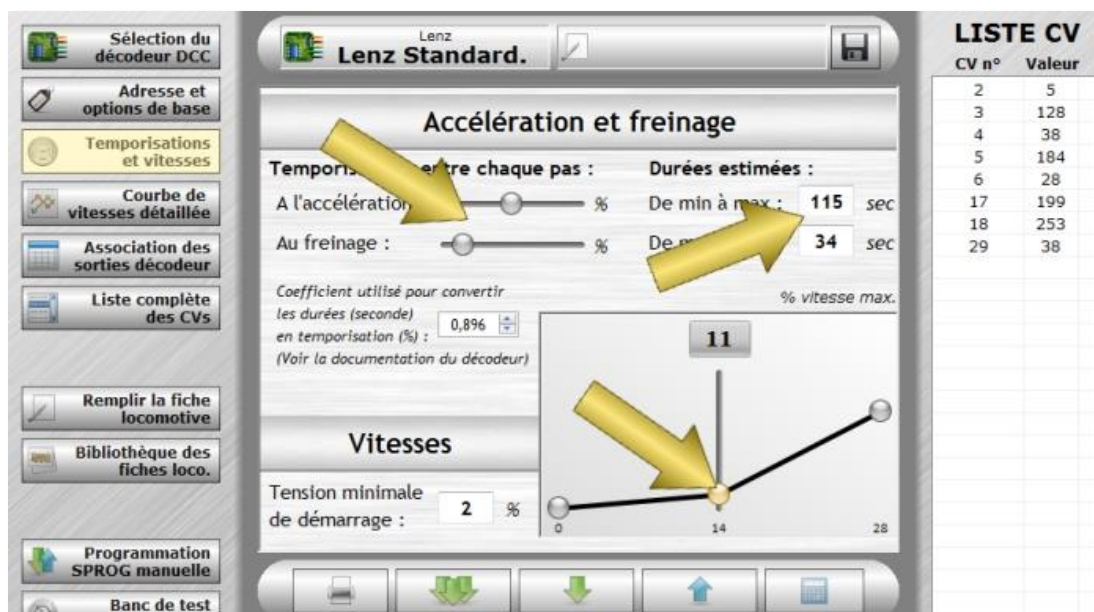 Sélection du
décodeur DCC
Adresse et
options de base
Temporisations
et vitesses
Courbe de
vitesses détaillée
Association des
sorties décodeur
Liste complète
des CVs
Remplir la fiche
locomotive
Bibliothèque des
fiches loco.
Programmation
SPROG manuelle
Banc de test
Lenz
Lenz Standard.
Accélération et freinage
entre chaque pas :
Durées estimées :
A l'accélération
%
De min à max :
115
sec
Au freinage :
%
34
sec
Coefficient utilisé pour convertir
les durées (seconde)
en temporisation (%) :
0,896
(Voir la documentation du décodeur)
% vitesse max.
11
0
14
28
Vitesses
Tension minimale
de démarrage :
2
%
LISTE CV
CV n° Valeur
2 5
3 128
4 38
5 184
6 28
17 199
18 253
29 38